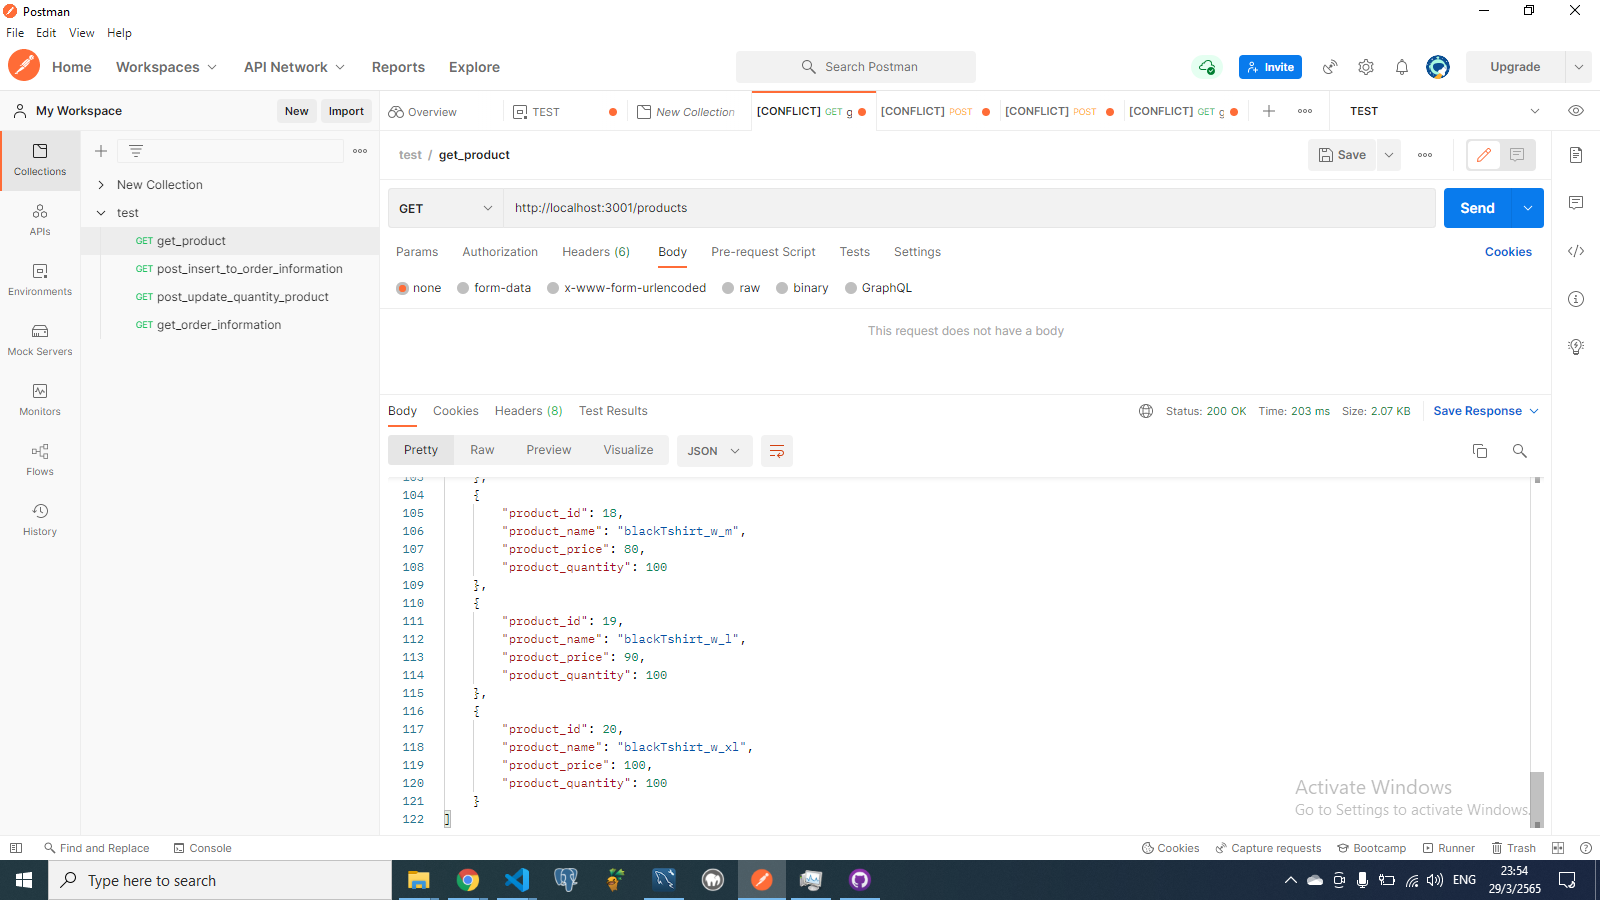 Postman
File Edit View Help
Home Workspaces API Network Reports Explore Search Postman Invite Upgrade
My Workspace New Import Overview TEST New Collection [CONFLICT] GET g [CONFLICT] POST [CONFLICT] POST [CONFLICT] GET g TEST
Collections
APIs
Environments
Mock Servers
Monitors
Flows
History
New Collection
test
GET get_product
GET post_insert_to_order_information
GET post_update_quantity_product
GET get_order_information
test / get_product Save
GET http://localhost:3001/products Send
Params Authorization Headers (6) Body Pre-request Script Tests Settings Cookies
none form-data x-www-form-urlencoded raw binary GraphQL
This request does not have a body
Body Cookies Headers (8) Test Results Status: 200 OK Time: 203 ms Size: 2.07 KB Save Response
Pretty Raw Preview Visualize JSON
103 },
104 {
105 "product_id": 18,
106 "product_name": "blackTshirt_w_m",
107 "product_price": 80,
108 "product_quantity": 100
109 },
110 {
111 "product_id": 19,
112 "product_name": "blackTshirt_w_l",
113 "product_price": 90,
114 "product_quantity": 100
115 },
116 {
117 "product_id": 20,
118 "product_name": "blackTshirt_w_xl",
119 "product_price": 100,
120 "product_quantity": 100
121 }
122 ]
Activate Windows
Go to Settings to activate Windows.
Find and Replace Console Cookies Capture requests Bootcamp Runner Trash
Type here to search ENG 23:54
29/3/2565